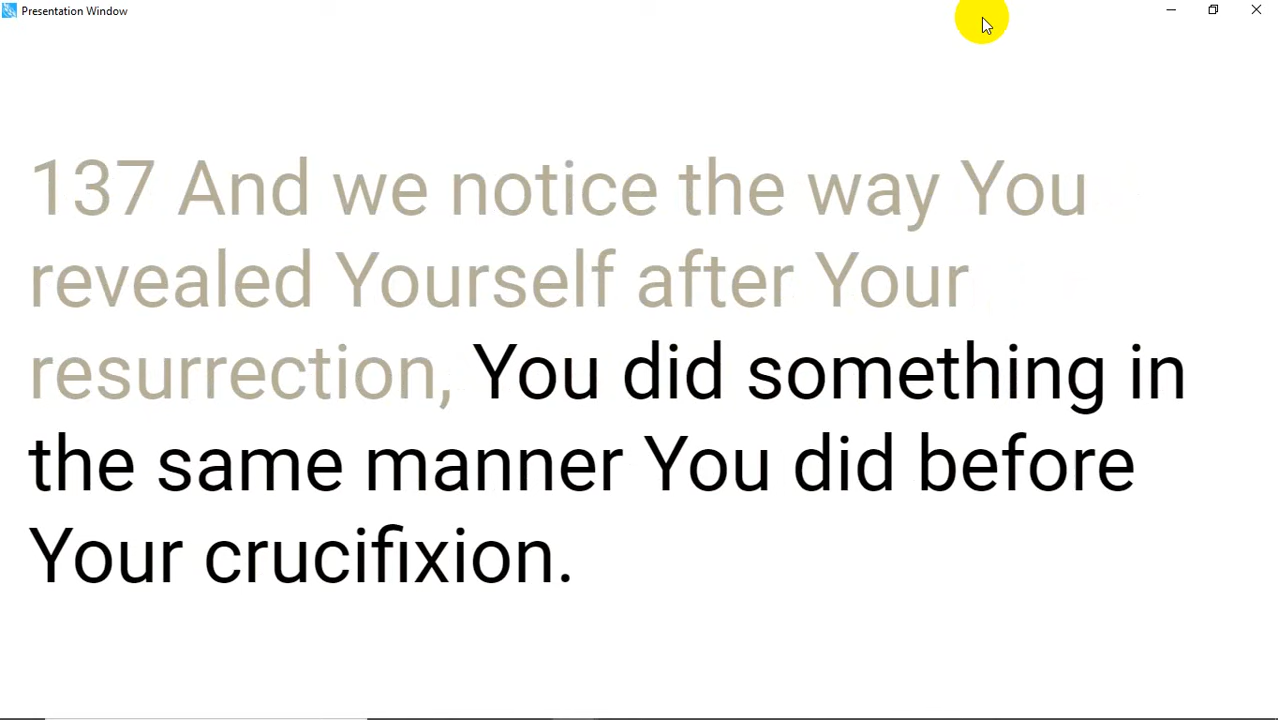 Presentation Window
137 And we notice the way You
revealed Yourself after Your
resurrection, You did something in
the same manner You did before
Your crucifixion.